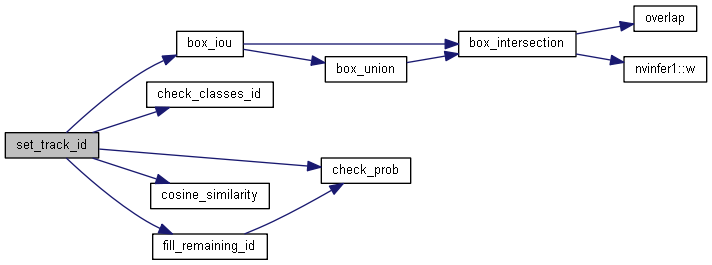 set_track_id
box_iou
check_classes_id
cosine_similarity
fill_remaining_id
box_union
check_prob
box_intersection
overlap
nvinfer1::w